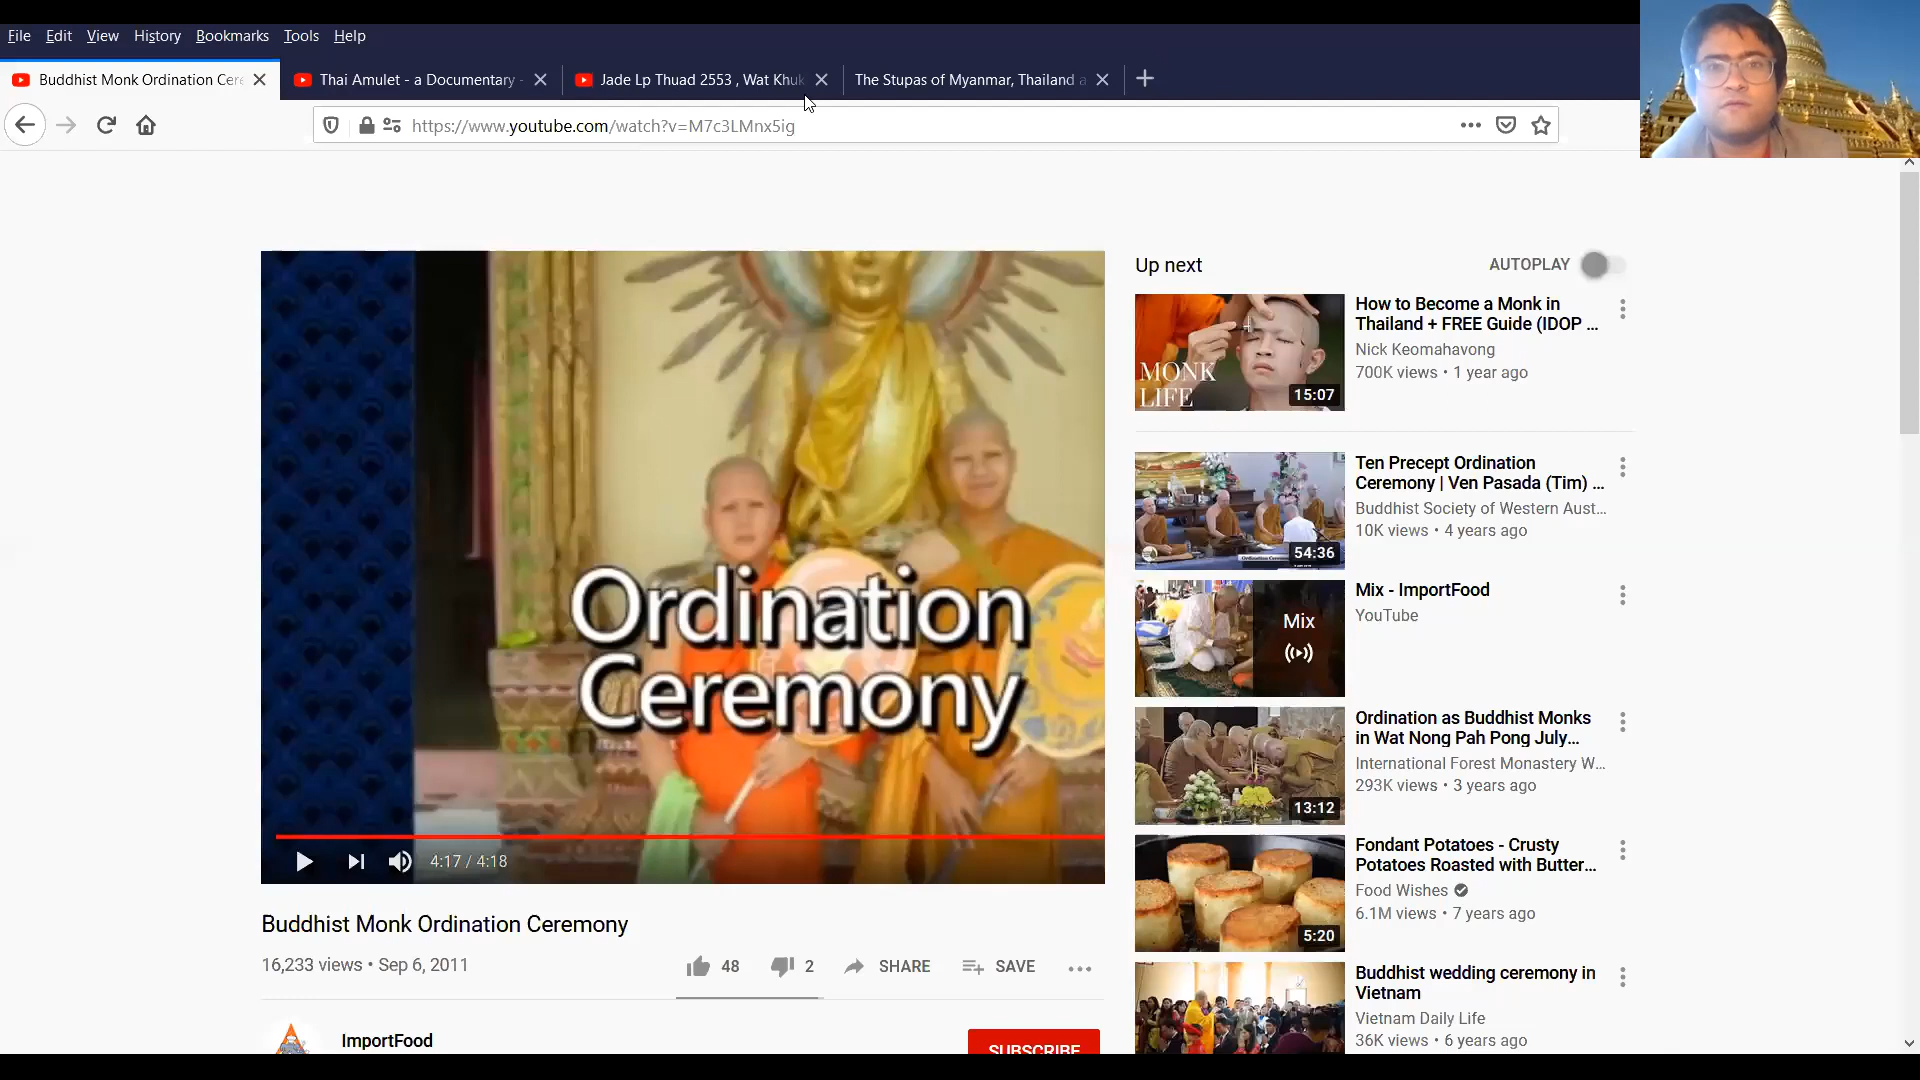 File Edit View History Bookmarks Tools Help
Buddhist Monk Ordination Cer
Thai Amulet - a Documentary -
Jade Lp Thuad 2553 , Wat Khuk
The Stupas of Myanmar, Thailand a
https://www.youtube.com/watch?v=M7c3LMnx5ig
Ordination
Ceremony
4:17 / 4:18
Buddhist Monk Ordination Ceremony
16,233 views • Sep 6, 2011
48
2
SHARE
SAVE
ImportFood
SUBSCRIBE
Up next
AUTOPLAY
MONK
LIFE
15:07
How to Become a Monk in
Thailand + FREE Guide (IDOP ...
Nick Keomahavong
700K views • 1 year ago
54:36
Ten Precept Ordination
Ceremony | Ven Pasada (Tim) ...
Buddhist Society of Western Aust...
10K views • 4 years ago
Mix
Mix - ImportFood
YouTube
13:12
Ordination as Buddhist Monks
in Wat Nong Pah Pong July...
International Forest Monastery W...
293K views • 3 years ago
5:20
Fondant Potatoes - Crusty
Potatoes Roasted with Butter...
Food Wishes
6.1M views • 7 years ago
Buddhist wedding ceremony in
Vietnam
Vietnam Daily Life
36K views • 6 years ago